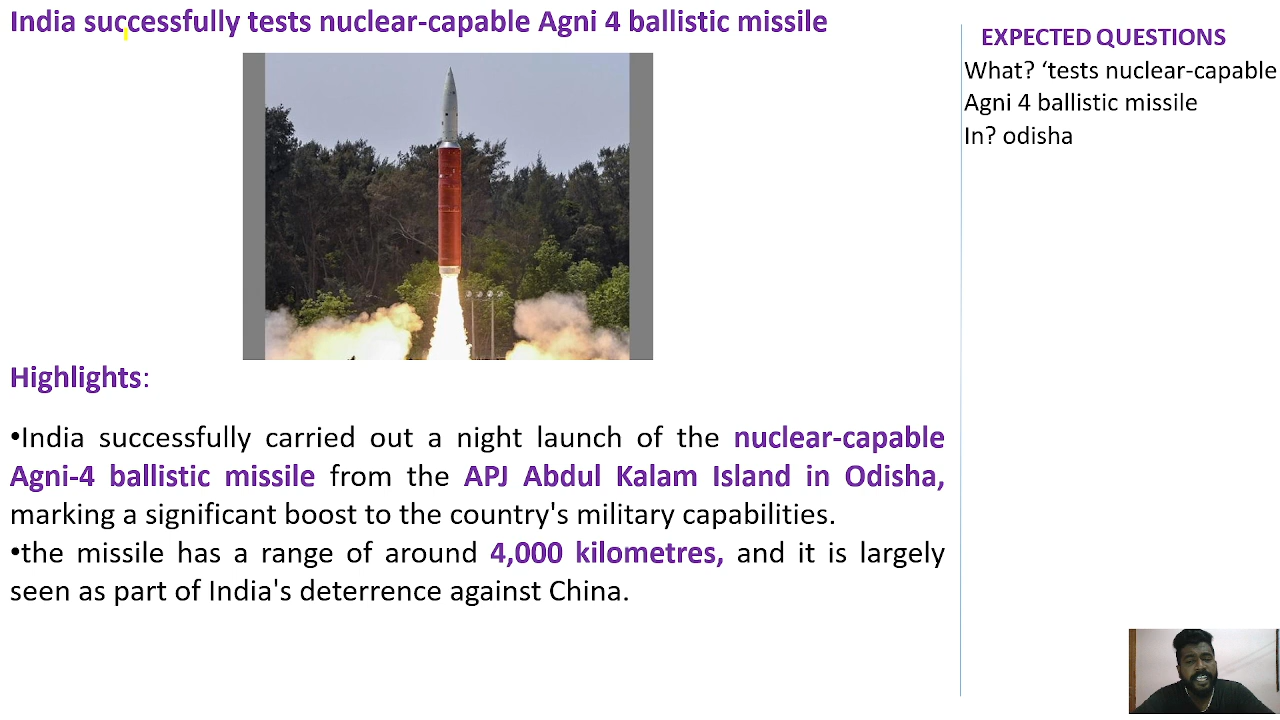 India successfully tests nuclear-capable Agni 4 ballistic missile
Highlights:
•India successfully carried out a night launch of the nuclear-capable
Agni-4 ballistic missile from the APJ Abdul Kalam Island in Odisha,
marking a significant boost to the country's military capabilities.
•the missile has a range of around 4,000 kilometres, and it is largely
seen as part of India's deterrence against China.
EXPECTED QUESTIONS
What? ‘tests nuclear-capable
Agni 4 ballistic missile
In? odisha